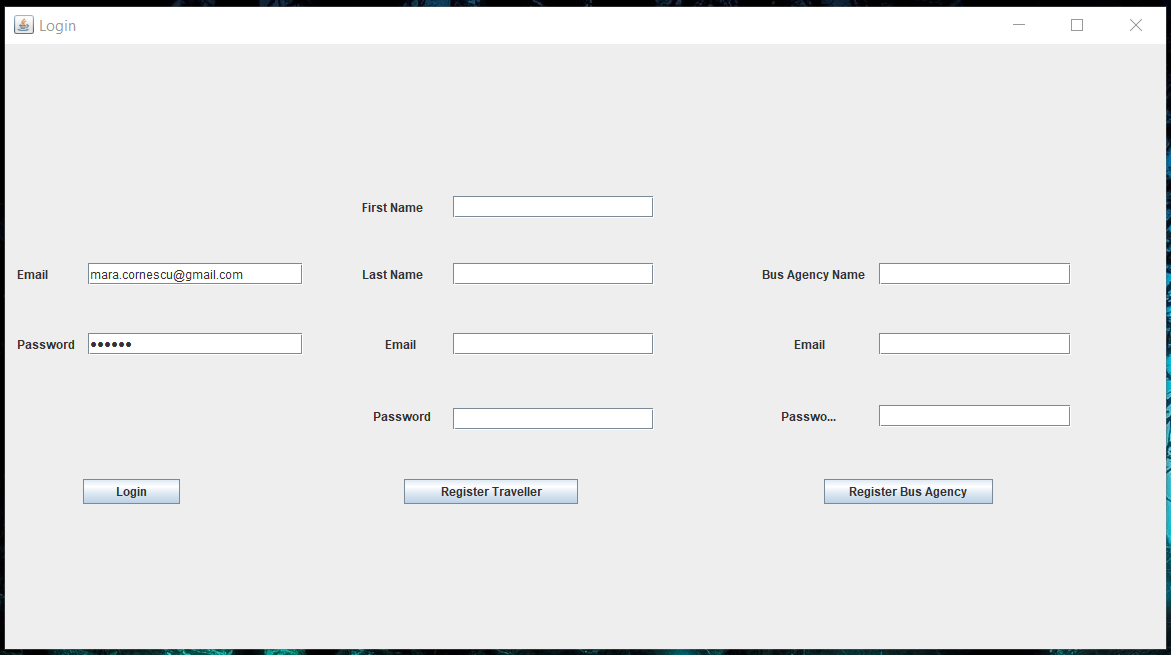 Login
First Name
Email mara.cornescu@gmail.com Last Name Bus Agency Name
Password •••••• Email Email
Password Passwo...
Login Register Traveller Register Bus Agency